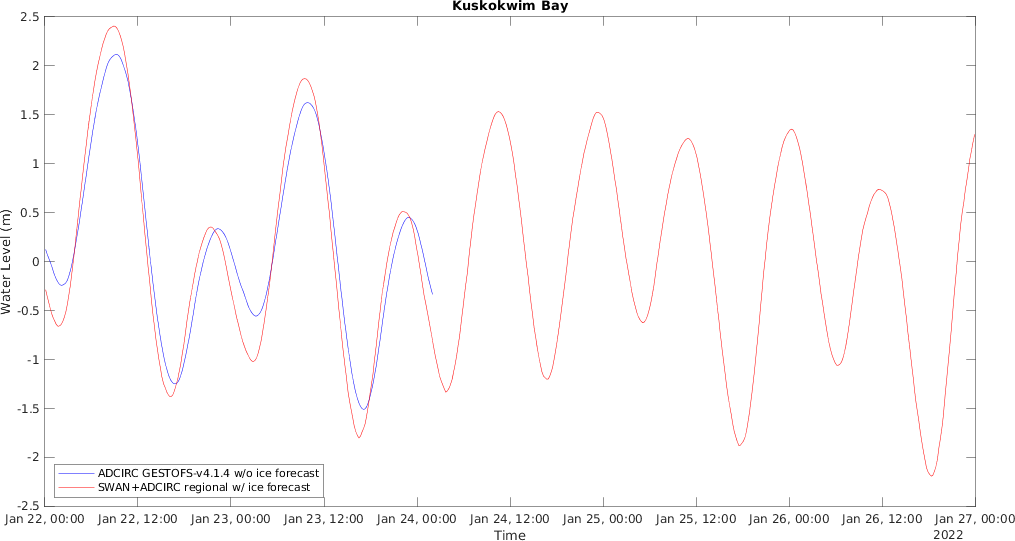 Kuskokwim Bay
2.5
2
1.5
1
0.5
0
-0.5
-1
-1.5
-2
-2.5
Water Level (m)
ADCIRC GESTOFS-v4.1.4 w/o ice forecast
SWAN+ADCIRC regional w/ ice forecast
Jan 22, 00:00 Jan 22, 12:00 Jan 23, 00:00 Jan 23, 12:00 Jan 24, 00:00 Jan 24, 12:00 Jan 25, 00:00 Jan 25, 12:00 Jan 26, 00:00 Jan 26, 12:00 Jan 27, 00:00
Time
2022